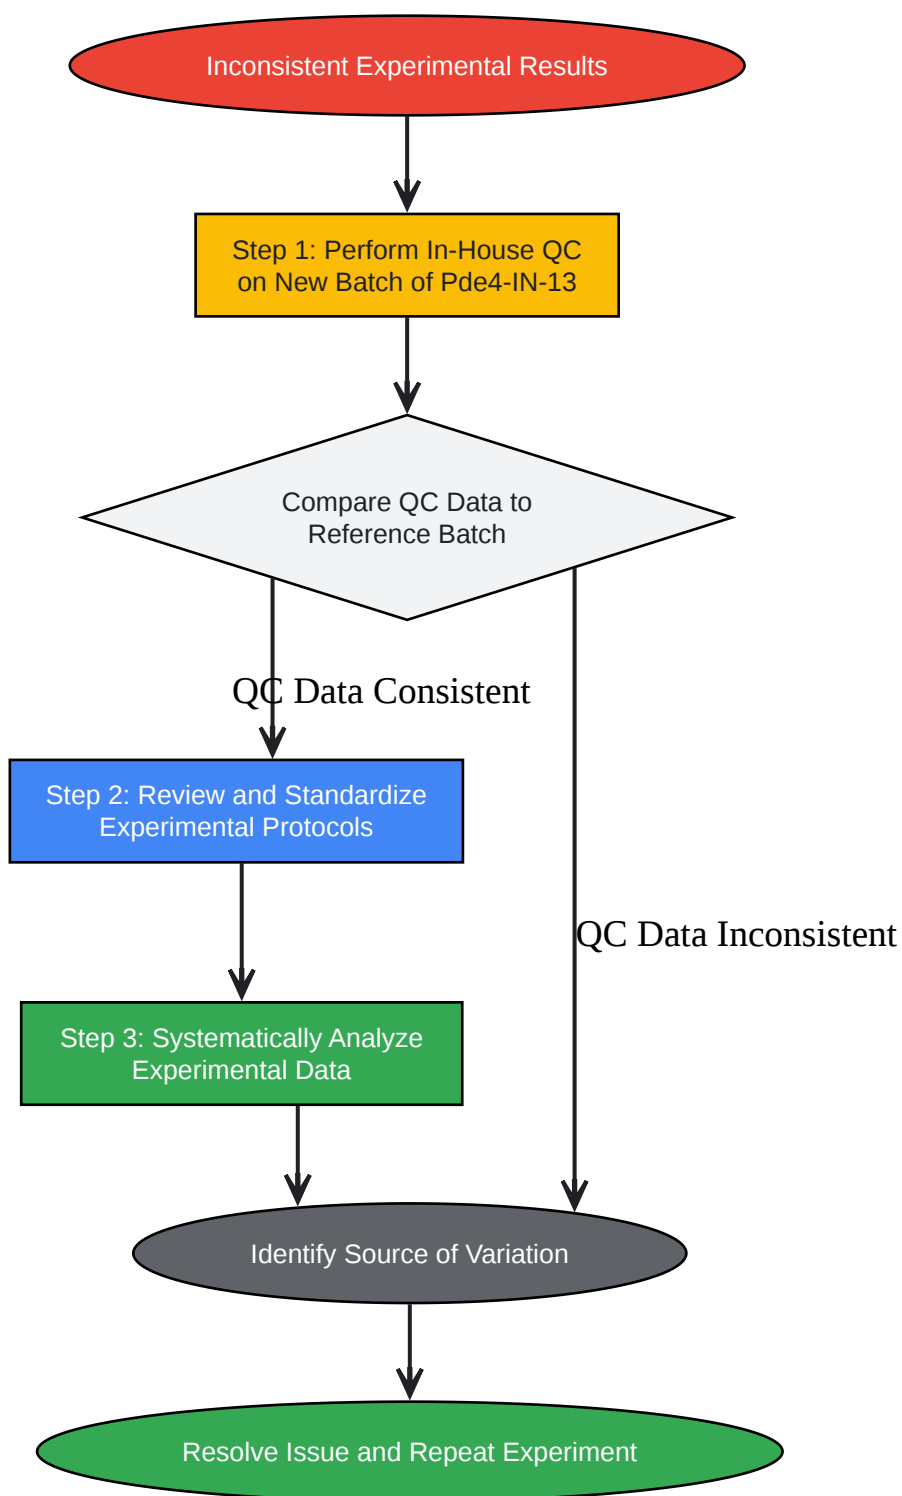 Inconsistent Experimental Results
Step 1: Perform In-House QC
on New Batch of Pde4-IN-13
Compare QC Data to
Reference Batch
QC Data Consistent
Step 2: Review and Standardize
Experimental Protocols
QC Data Inconsistent
Step 3: Systematically Analyze
Experimental Data
Identify Source of Variation
Resolve Issue and Repeat Experiment